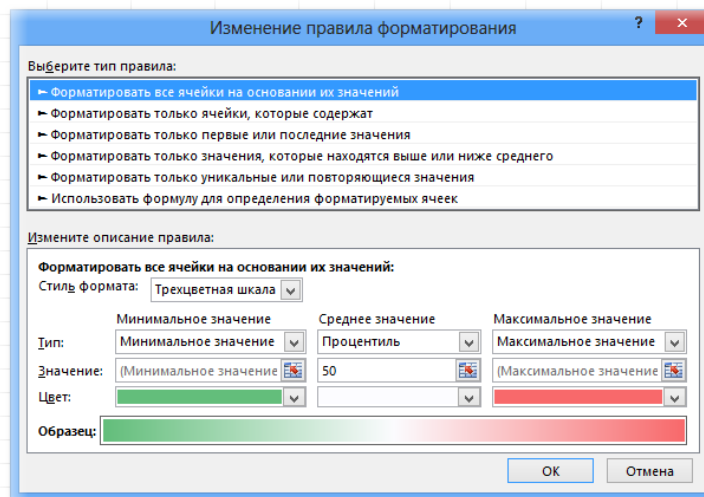 Изменение правила форматирования
?
Выберите тип правила:
► Форматировать все ячейки на основании их значений
► Форматировать только ячейки, которые содержат
► Форматировать только первые или последние значения
► Форматировать только значения, которые находятся выше или ниже среднего
► Форматировать только уникальные или повторяющиеся значения
► Использовать формулу для определения форматируемых ячеек
Измените описание правила:
Форматировать все ячейки на основании их значений:
Стиль формата: Трехцветная шкала
Минимальное значение Среднее значение Максимальное значение
Тип: Минимальное значение Процентиль Максимальное значение
Значение: (Минимальное значение 50 (Максимальное значение
Цвет:
Образец:
ОК Отмена